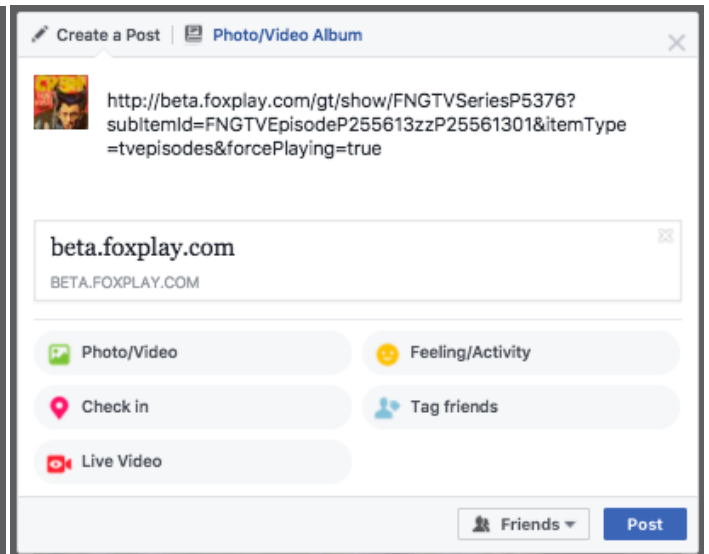 Create a Post Photo/Video Album
http://beta.foxplay.com/gt/show/FNGTVSeriesP5376?
subItemId=FNGTVEpisodeP255613zzP25561301&itemType
=tvepisodes&forcePlaying=true
beta.foxplay.com
BETA.FOXPLAY.COM
Photo/Video
Feeling/Activity
Check in
Tag friends
Live Video
Friends
Post